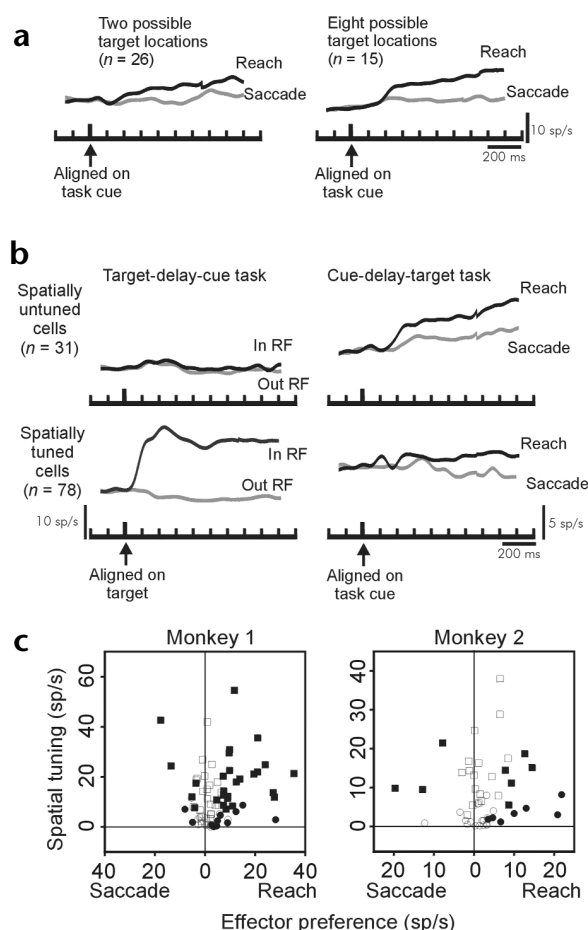 a
Two possible
target locations
(n = 26)
Reach
Saccade
Aligned on
task cue
Eight possible
target locations
(n = 15)
Reach
Saccade
10 sp/s
200 ms
Aligned on
task cue
b
Target-delay-cue task
Cue-delay-target task
Spatially
untuned
cells
(n = 31)
In RF
Out RF
Reach
Saccade
Spatially
tuned
cells
(n = 78)
In RF
Out RF
Reach
Saccade
10 sp/s
5 sp/s
200 ms
Aligned on
target
Aligned on
task cue
c
Monkey 1
Monkey 2
Spatial tuning (sp/s)
60
40
20
0
40 20 0 20 40
Saccade Reach
40
30
20
10
0
20 10 0 10 20
Saccade Reach
Effector preference (sp/s)